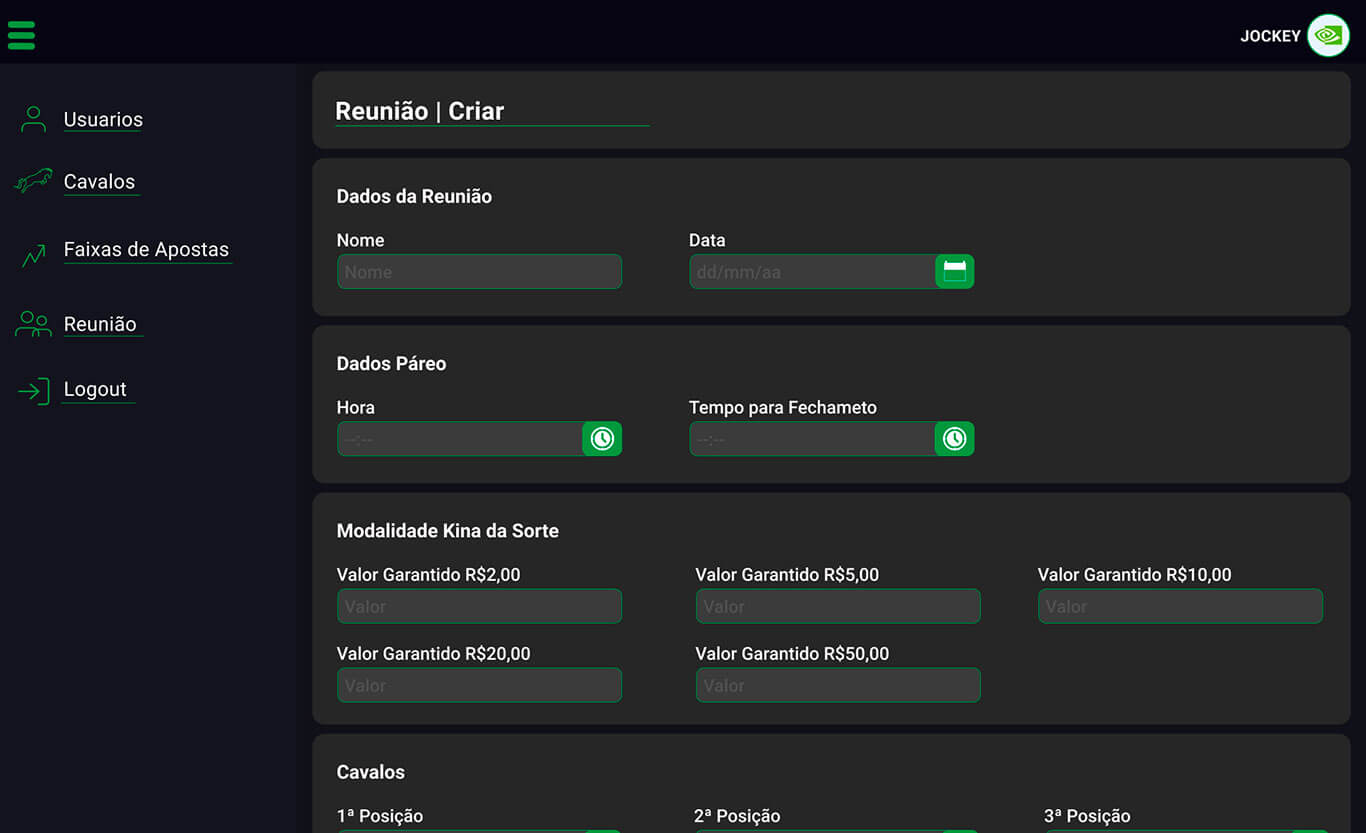 JOCKEY
Usuarios
Cavalos
Faixas de Apostas
Reunião
Logout
Reunião | Criar
Dados da Reunião
Nome Data
Nome dd/mm/aa
Dados Páreo
Hora Tempo para Fechameto
--:-- --:--
Modalidade Kina da Sorte
Valor Garantido R$2,00 Valor Garantido R$5,00 Valor Garantido R$10,00
Valor Valor Valor
Valor Garantido R$20,00 Valor Garantido R$50,00
Valor Valor
Cavalos
1ª Posição 2ª Posição 3ª Posição